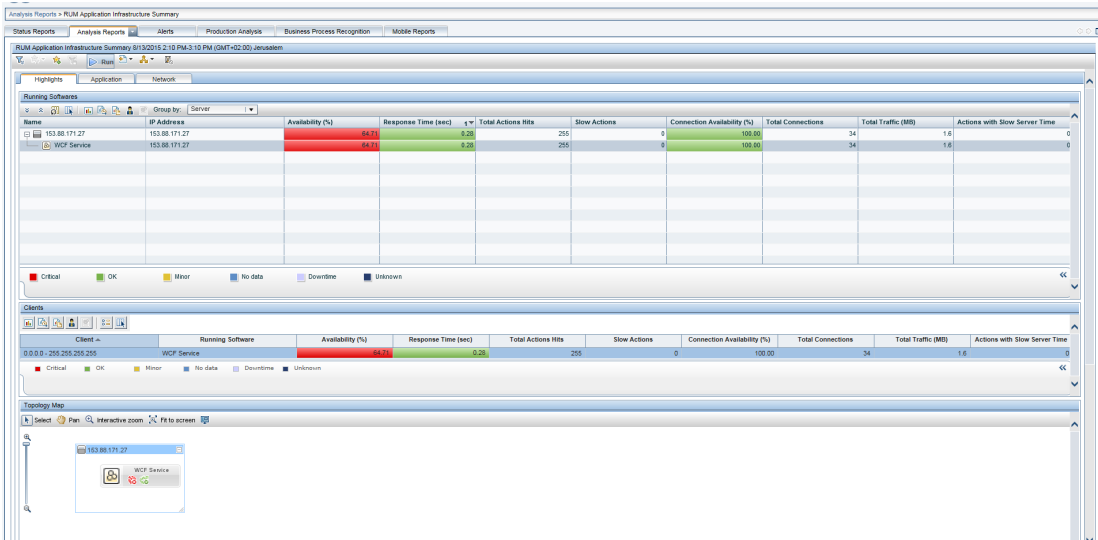 Analysis Reports > RUM Application Infrastructure Summary
Status Reports Analysis Reports Alerts Production Analysis Business Process Recognition Mobile Reports
RUM Application Infrastructure Summary 8/13/2015 2:10 PM-3:10 PM (GMT+02:00) Jerusalem
Run
Highlights Application Network
Running Softwares
Group by: Server
Name IP Address Availability (%) Response Time (sec) 1 Total Actions Hits Slow Actions Connection Availability (%) Total Connections Total Traffic (MB) Actions with Slow Server Time
153.88.171.27 153.88.171.27 64.71 0.28 255 0 100.00 34 1.6 0
WCF Service 153.88.171.27 64.71 0.28 255 0 100.00 34 1.6 0
Critical OK Minor No data Downtime Unknown
Clients
Client Running Software Availability (%) Response Time (sec) Total Actions Hits Slow Actions Connection Availability (%) Total Connections Total Traffic (MB) Actions with Slow Server Time
0.0.0.0 - 255.255.255.255 WCF Service 64.71 0.28 255 0 100.00 34 1.6 0
Critical OK Minor No data Downtime Unknown
Topology Map
Select Pan Interactive zoom Fit to screen
153.88.171.27
WCF Service